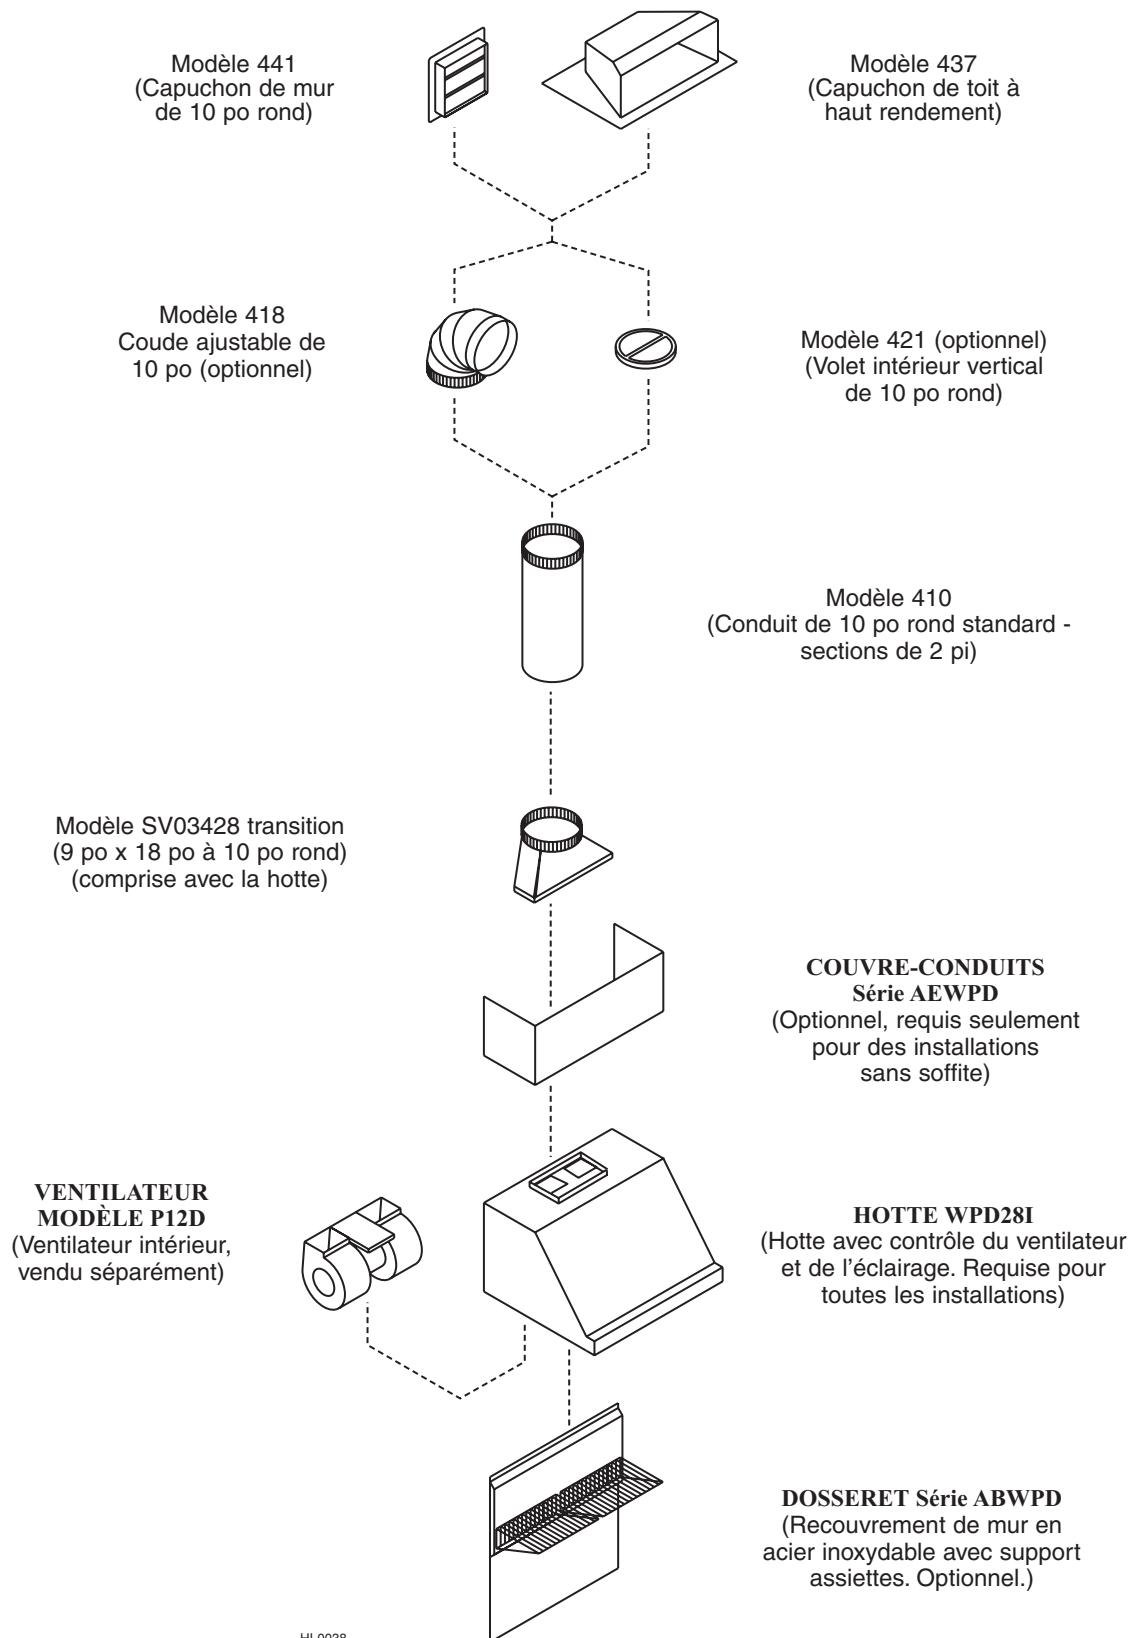 Modèle 441
(Capuchon de mur
de 10 po rond)
Modèle 437
(Capuchon de toit à
haut rendement)
Modèle 418
Coude ajustable de
10 po (optionnel)
Modèle 421 (optionnel)
(Volet intérieur vertical
de 10 po rond)
Modèle 410
(Conduit de 10 po rond standard -
sections de 2 pi)
Modèle SV03428 transition
(9 po x 18 po à 10 po rond)
(comprise avec la hotte)
COUVRE-CONDUITS
Série AEWPD
(Optionnel, requis seulement
pour des installations
sans soffite)
VENTILATEUR
MODÈLE P12D
(Ventilateur intérieur,
vendu séparément)
HOTTE WPD28I
(Hotte avec contrôle du ventilateur
et de l'éclairage. Requise pour
toutes les installations)
DOSSERET Série ABWPD
(Recouvrement de mur en
acier inoxydable avec support
assiettes. Optionnel.)